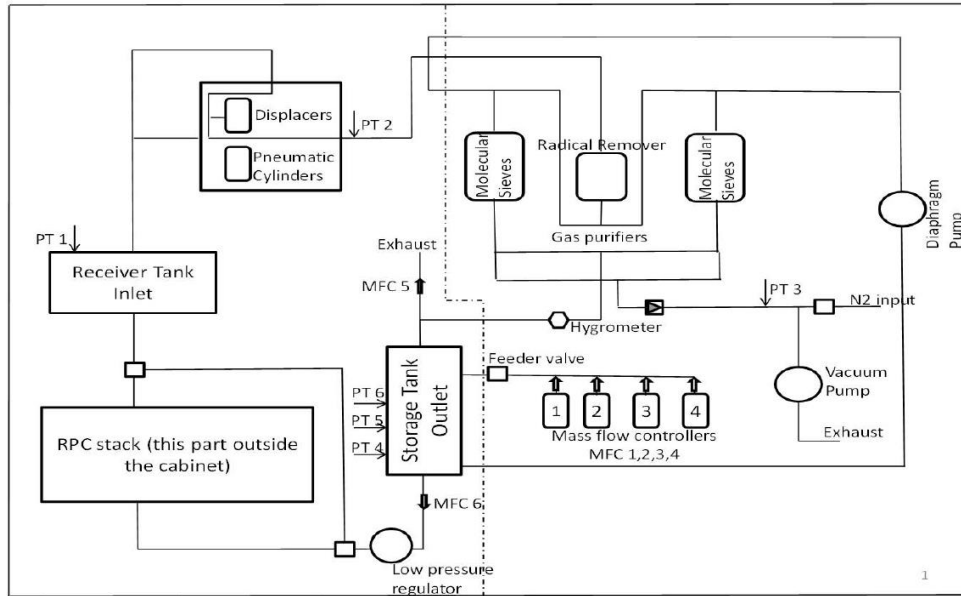 Displacers
Pneumatic
Cylinders
PT 2
PT 1
Receiver Tank
Inlet
RPC stack (this part outside
the cabinet)
Molecular
Sieves
Radical Remover
Molecular
Sieves
Gas purifiers
Diaphragm
Pump
Exhaust
MFC 5
Hygrometer
PT 3
N2 input
Feeder valve
Vacuum
Pump
Exhaust
PT 6
PT 5
PT 4
Storage Tank
Outlet
1
2
3
4
Mass flow controllers
MFC 1,2,3,4
MFC 6
Low pressure
regulator
1